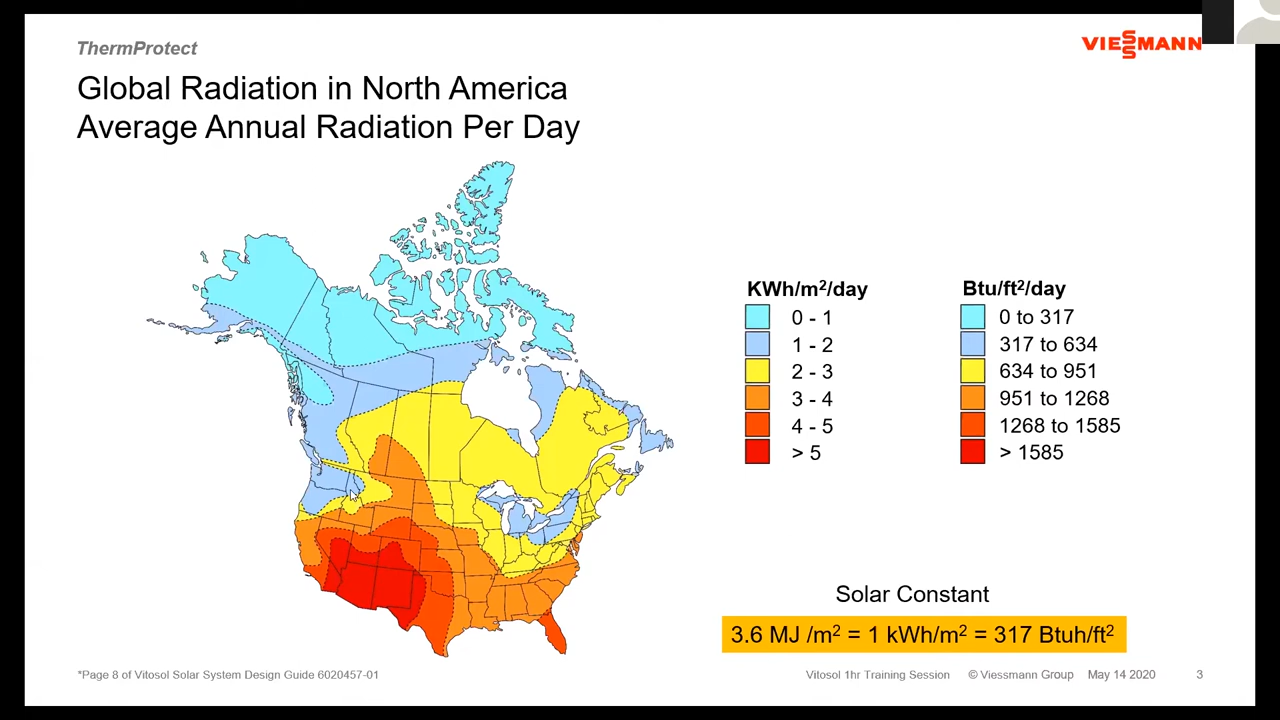 ThermProtect
VIESSMANN
Global Radiation in North America
Average Annual Radiation Per Day
KWh/m²/day
0 - 1
1 - 2
2 - 3
3 - 4
4 - 5
> 5
Btu/ft²/day
0 to 317
317 to 634
634 to 951
951 to 1268
1268 to 1585
> 1585
Solar Constant
3.6 MJ /m² = 1 kWh/m² = 317 Btuh/ft²
*Page 8 of Vitosol Solar System Design Guide 6020457-01
Vitosol 1hr Training Session © Viessmann Group May 14 2020 3